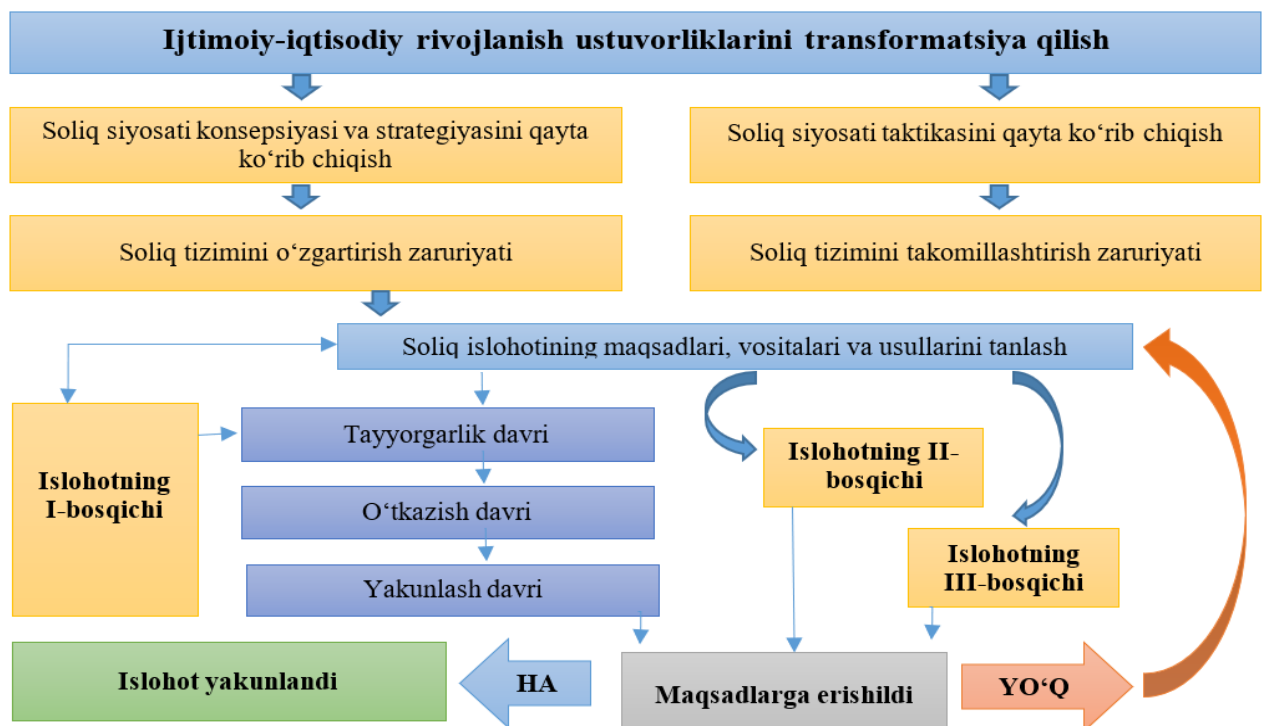 Ijtimoiy-iqtisodiy rivojlanish ustuvorliklarini transformatsiya qilish
Soliq siyosati konsepsiyasi va strategiyasini qayta
ko‘rib chiqish
Soliq siyosati taktikasini qayta ko‘rib chiqish
Soliq tizimini o‘zgartirish zaruriyati
Soliq tizimini takomillashtirish zaruriyati
Soliq islohotining maqsadlari, vositalari va usullarini tanlash
Islohotning
I-bosqichi
Tayyorgarlik davri
O‘tkazish davri
Yakunlash davri
Islohotning II-
bosqichi
Islohotning
III-bosqichi
Islohot yakunlandi
HA
Maqsadlarga erishildi
YO‘Q